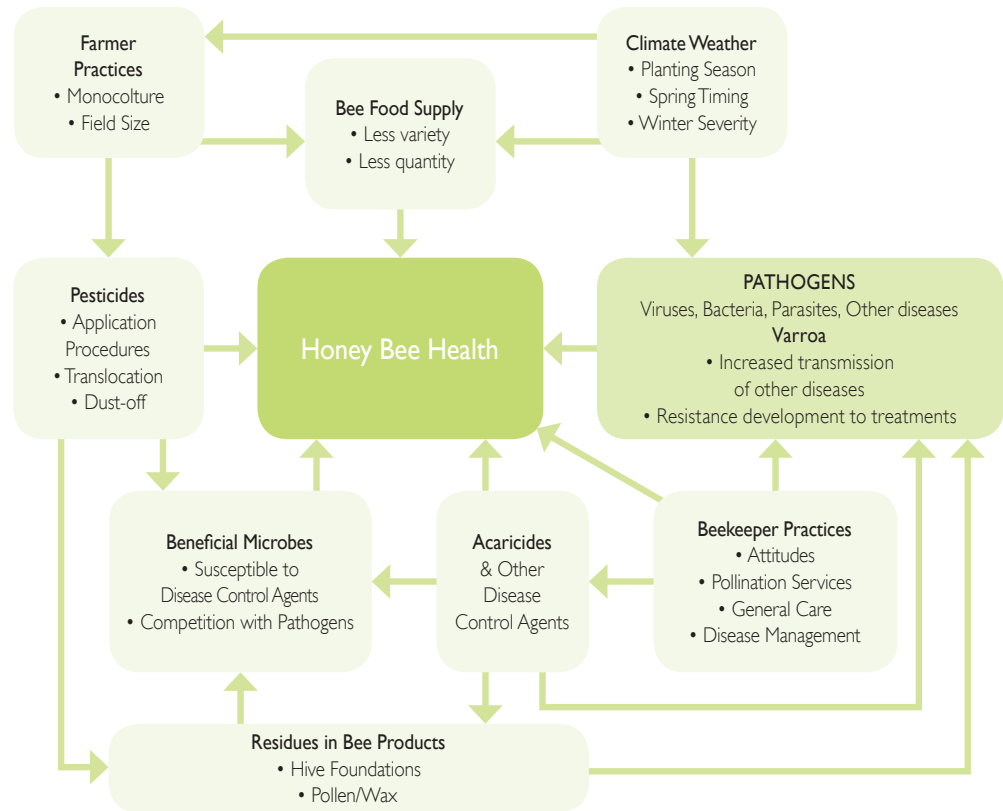 Farmer
Practices
• Monocolture
• Field Size
Bee Food Supply
• Less variety
• Less quantity
Climate Weather
• Planting Season
• Spring Timing
• Winter Severity
Pesticides
• Application
Procedures
• Translocation
• Dust-off
Honey Bee Health
PATHOGENS
Viruses, Bacteria, Parasites, Other diseases
Varroa
• Increased transmission
of other diseases
• Resistance development to treatments
Beneficial Microbes
• Susceptible to
Disease Control Agents
• Competition with Pathogens
Acaricides
& Other
Disease
Control Agents
Beekeeper Practices
• Attitudes
• Pollination Services
• General Care
• Disease Management
Residues in Bee Products
• Hive Foundations
• Pollen/Wax